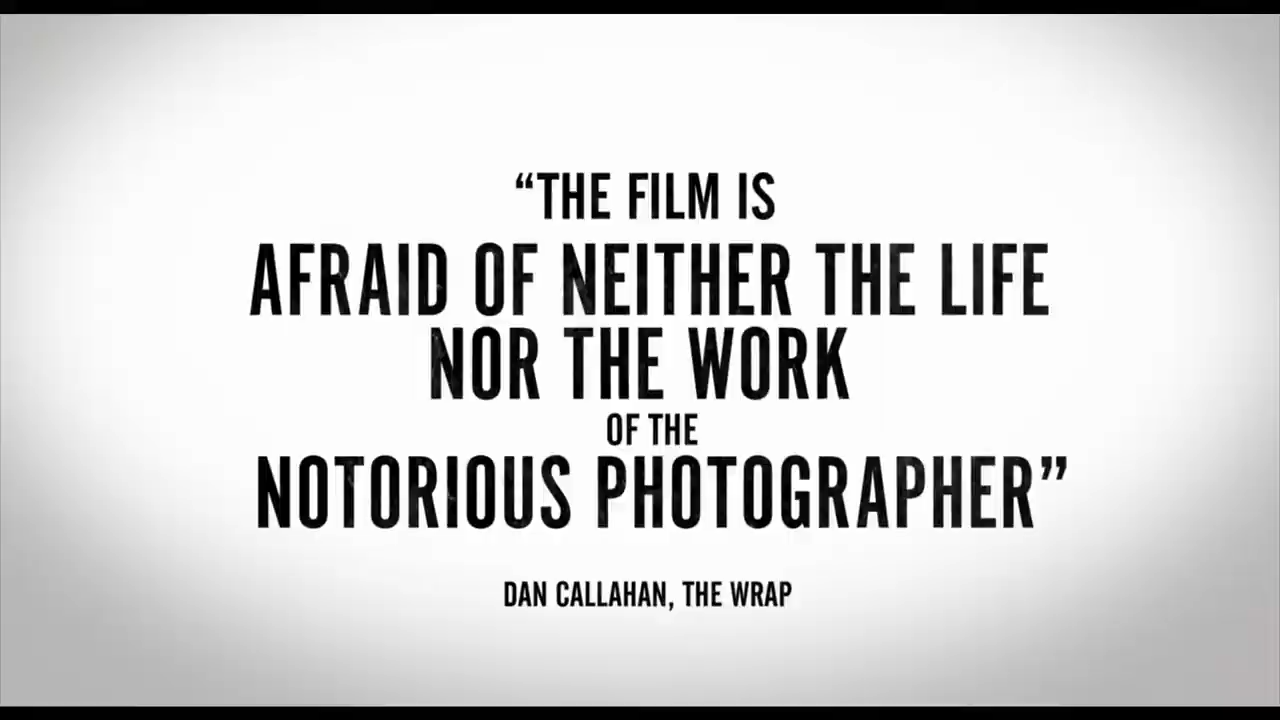 “THE FILM IS
AFRAID OF NEITHER THE LIFE
NOR THE WORK
OF THE
NOTORIOUS PHOTOGRAPHER”
DAN CALLAHAN, THE WRAP